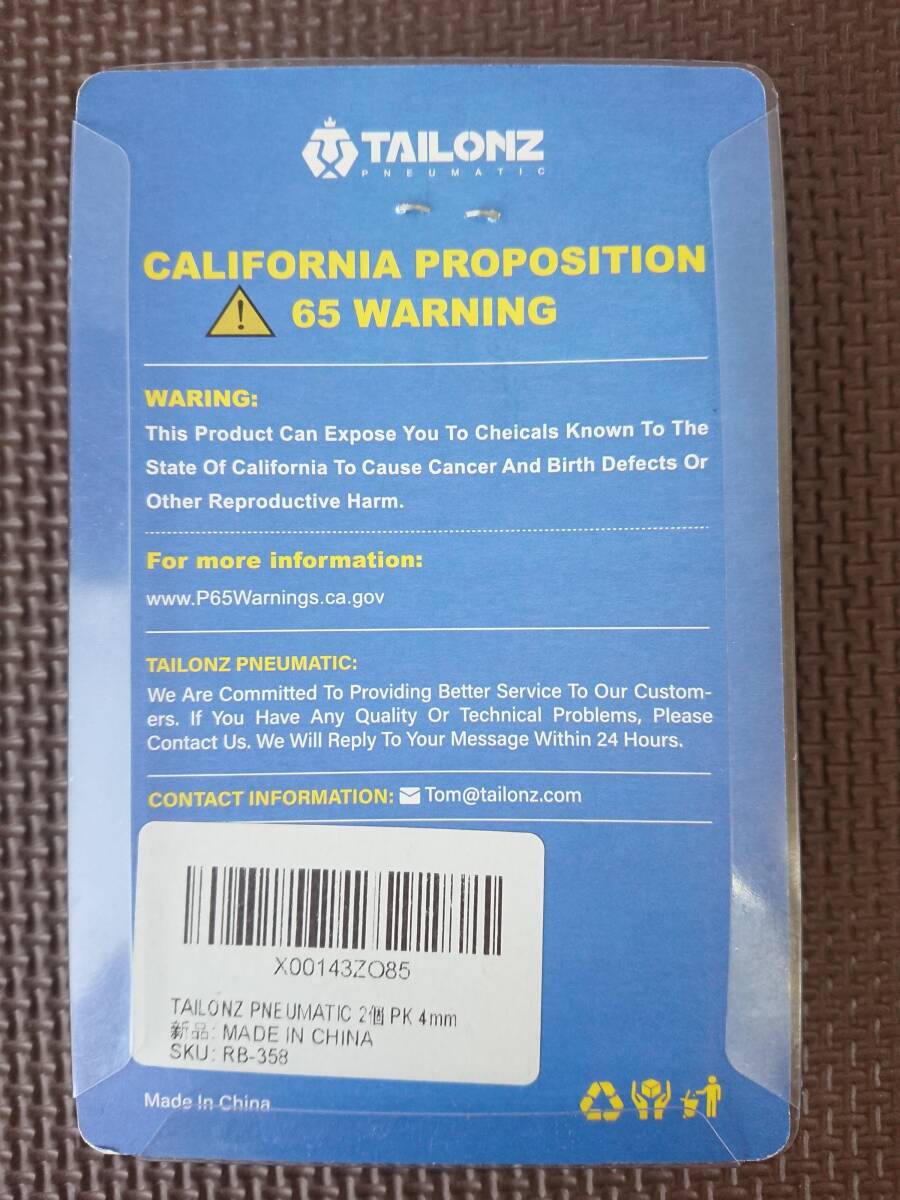 TAILONZ
PNEUMATIC
CALIFORNIA PROPOSITION
65 WARNING
WARING:
This Product Can Expose You To Cheicals Known To The
State Of California To Cause Cancer And Birth Defects Or
Other Reproductive Harm.
For more information:
www.P65Warnings.ca.gov
TAILONZ PNEUMATIC:
We Are Committed To Providing Better Service To Our Custom-
ers. If You Have Any Quality Or Technical Problems, Please
Contact Us. We Will Reply To Your Message Within 24 Hours.
CONTACT INFORMATION: Tom@tailonz.com
X00143ZO85
TAILONZ PNEUMATIC 2個 PK 4mm
新品: MADE IN CHINA
SKU: RB-358
Made In China